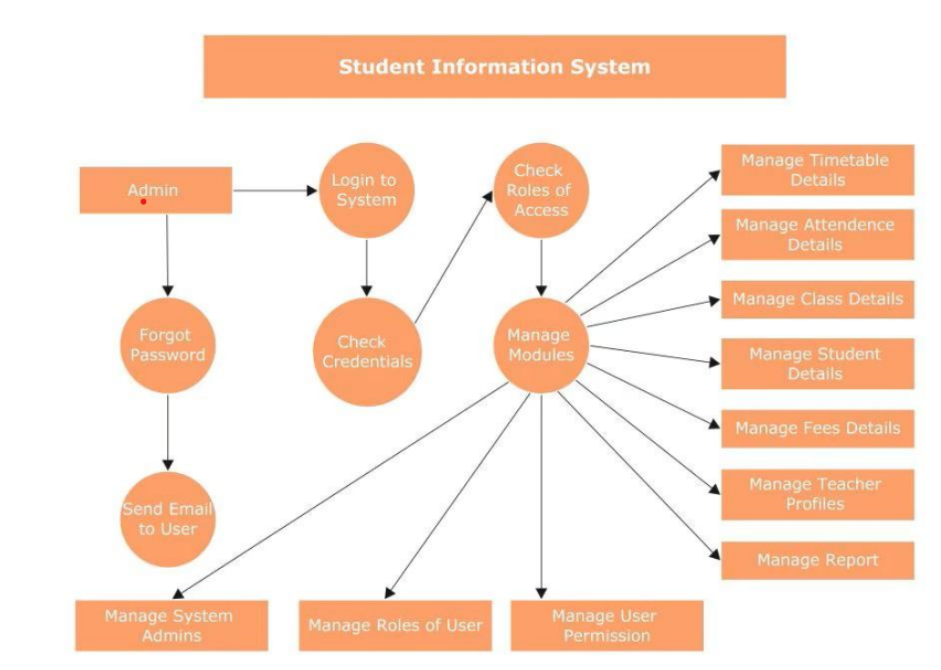 Student Information System
Admin
Login to
System
Check
Roles of
Access
Manage Timetable
Details
Manage Attendence
Details
Manage Class Details
Forgot
Password
Check
Credentials
Manage
Modules
Manage Student
Details
Manage Fees Details
Manage Teacher
Profiles
Send Email
to User
Manage Report
Manage System
Admins
Manage Roles of User
Manage User
Permission